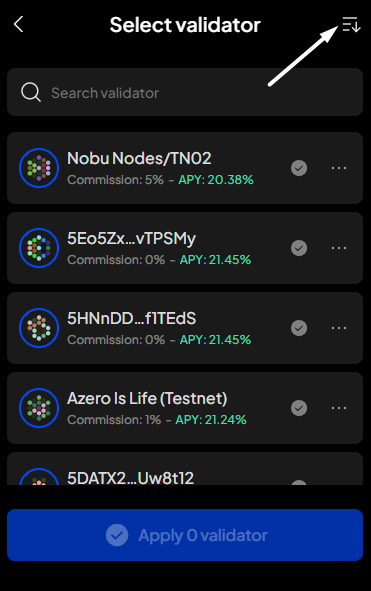 Select validator
Search validator
Nobu Nodes/TN02
Commission: 5% - APY: 20.38%
5Eo5Zx...vTPSMy
Commission: 0% - APY: 21.45%
5HNnDD...f1TEdS
Commission: 0% - APY: 21.45%
Azero Is Life (Testnet)
Commission: 1% - APY: 21.24%
5DATX2...Uw8t12
Apply 0 validator